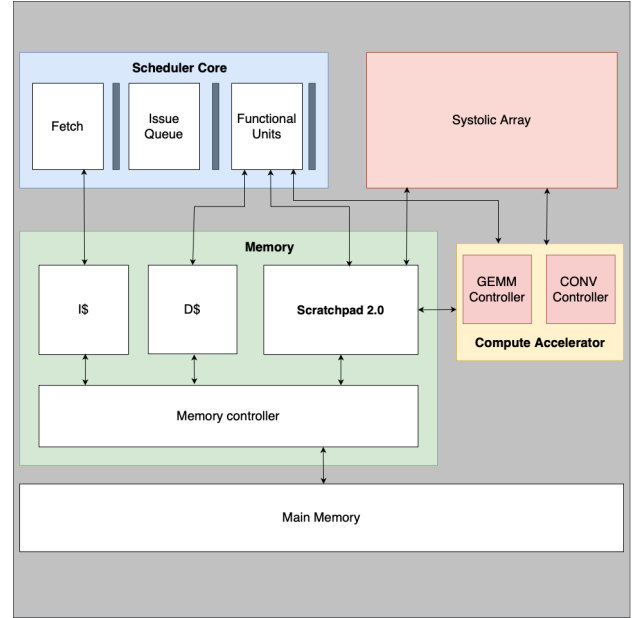 Scheduler Core
Fetch
Issue
Queue
Functional
Units
Systolic Array
Memory
I$
D$
Scratchpad 2.0
GEMM
Controller
CONV
Controller
Compute Accelerator
Memory controller
Main Memory